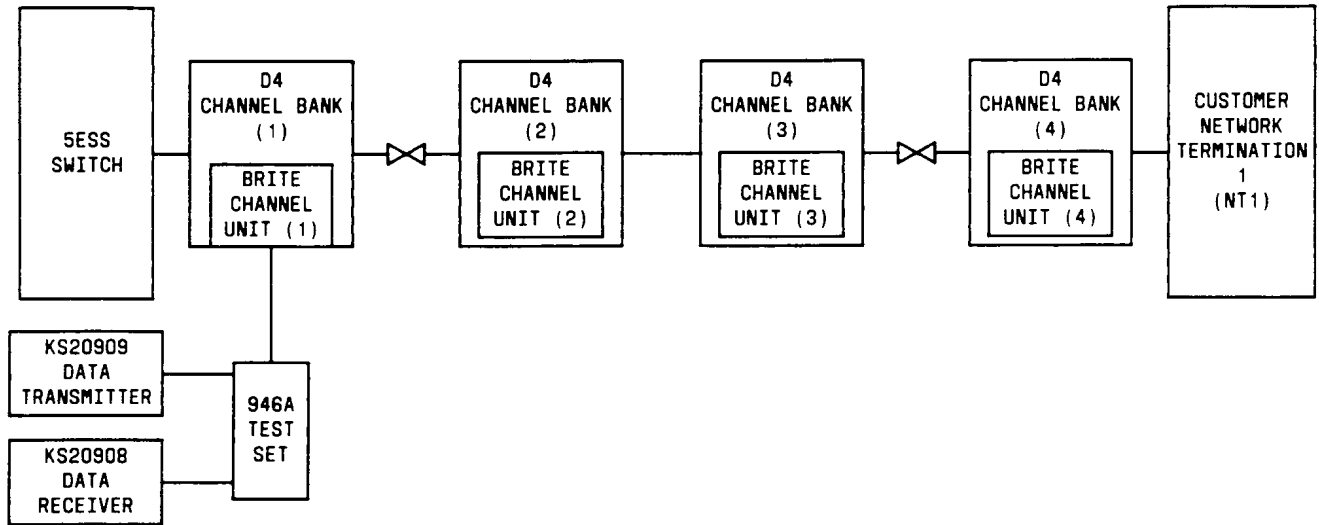 5ESS
SWITCH
D4
CHANNEL BANK
(1)
BRITE
CHANNEL
UNIT (1)
D4
CHANNEL BANK
(2)
BRITE
CHANNEL
UNIT (2)
D4
CHANNEL BANK
(3)
BRITE
CHANNEL
UNIT (3)
D4
CHANNEL BANK
(4)
BRITE
CHANNEL
UNIT (4)
CUSTOMER
NETWORK
TERMINATION
1
(NT1)
KS20909
DATA
TRANSMITTER
946A
TEST
SET
KS20908
DATA
RECEIVER